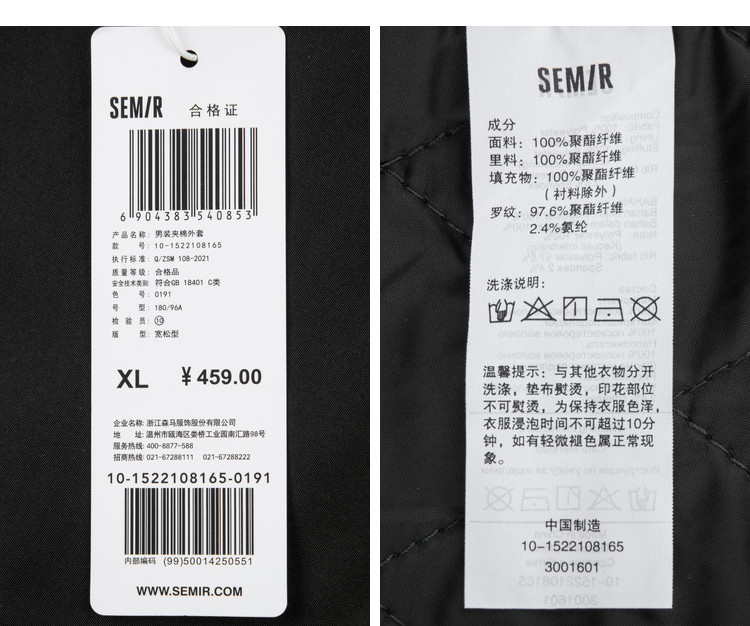 SEMIR 合格证
6 904383 540853
产品名称: 男装夹棉外套
款 号: 10-1522108165
执行标准: Q/ZSM 108-2021
质量等级: 合格品
安全技术类别: 符合GB 18401 C类
色 号: 0191
号 型: 180/96A
检 验 员: ⑩
版 型: 宽松型
XL ¥459.00
企业名称: 浙江森马服饰股份有限公司
地 址: 温州市瓯海区娄桥工业园南汇路98号
服务热线: 400-8877-588
招商热线: 021-67288111 021-67288222
10-1522108165-0191
内部编码 (99)50014250551
WWW.SEMIR.COM
SEMIR
成分
面料: 100%聚酯纤维
里料: 100%聚酯纤维
填充物: 100%聚酯纤维
(衬料除外)
罗纹: 97.6%聚酯纤维
2.4%氨纶
洗涤说明:
温馨提示: 与其他衣物分开
洗涤, 垫布熨烫, 印花部位
不可熨烫, 为保持衣服色泽,
衣服浸泡时间不可超过10分
钟, 如有轻微褪色属正常现
象。
中国制造
10-1522108165
3001601